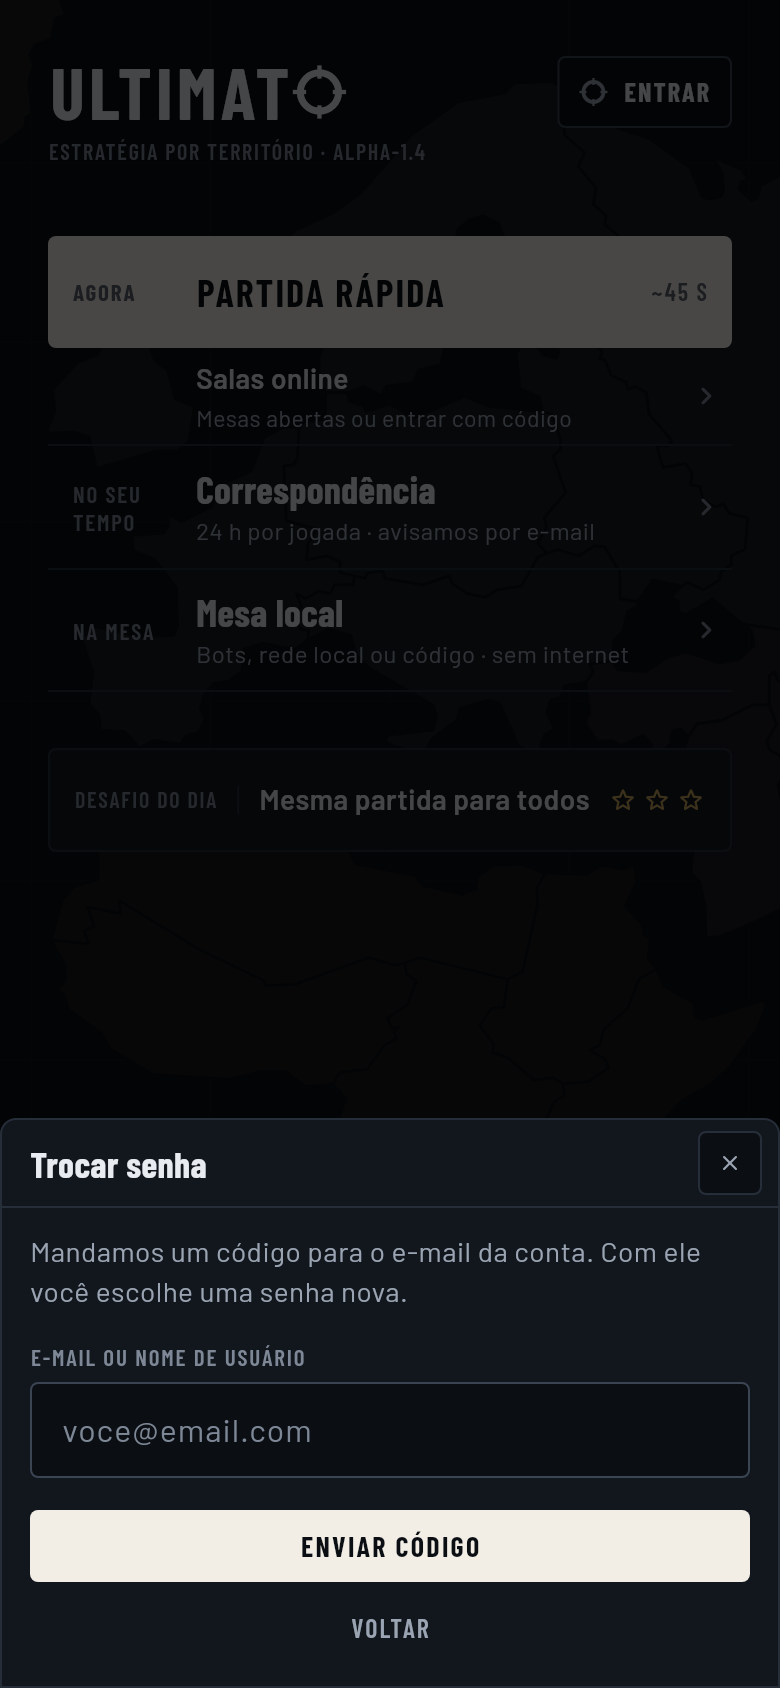 ULTIMATO
ENTRAR
ESTRATÉGIA POR TERRITÓRIO · ALPHA-1.4
AGORA
PARTIDA RÁPIDA
~45 S
Salas online
Mesas abertas ou entrar com código
NO SEU
TEMPO
Correspondência
24 h por jogada · avisamos por e-mail
NA MESA
Mesa local
Bots, rede local ou código · sem internet
DESAFIO DO DIA
Mesma partida para todos
Trocar senha
Mandamos um código para o e-mail da conta. Com ele
você escolhe uma senha nova.
E-MAIL OU NOME DE USUÁRIO
voce@email.com
ENVIAR CÓDIGO
VOLTAR